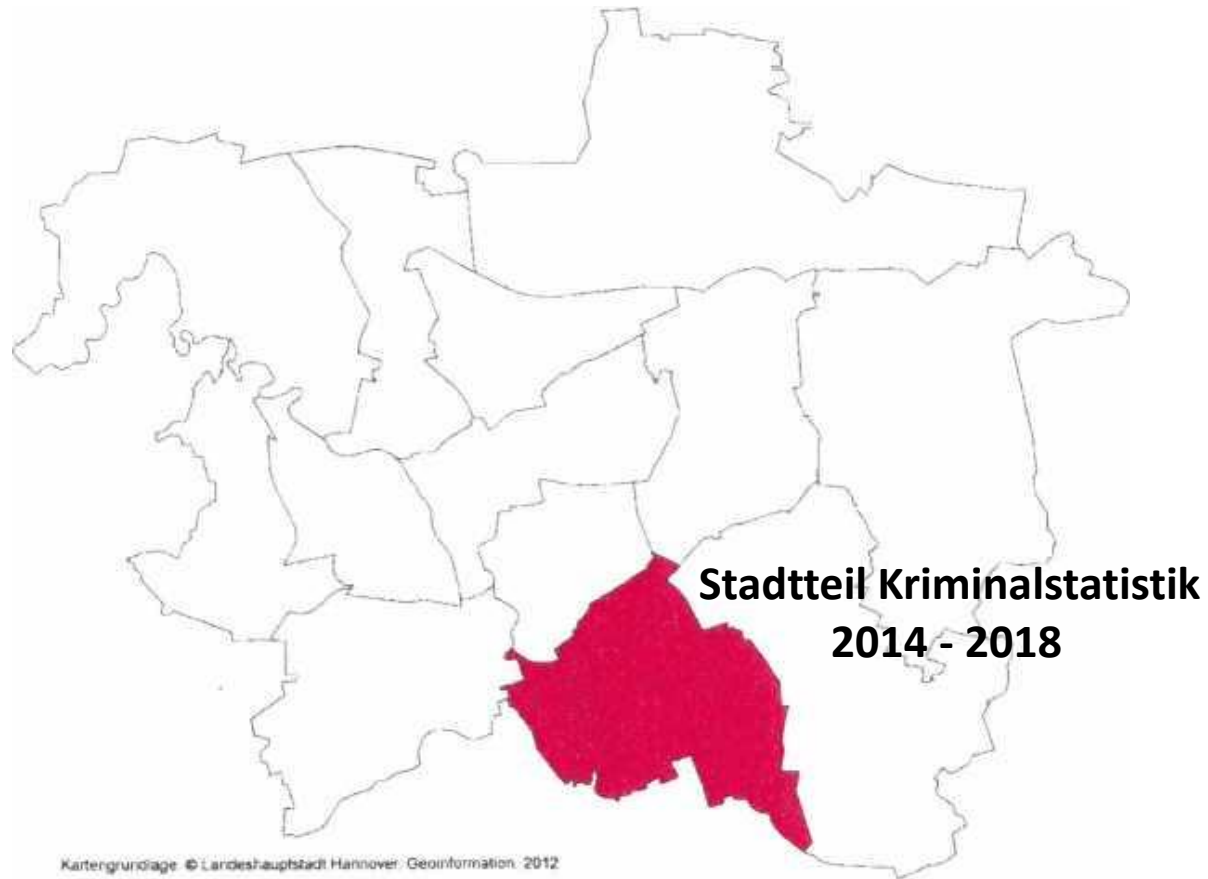 Stadtteil Kriminalstatistik
2014 - 2018
Kartengrundlage: © Landeshauptstadt Hannover, Geoinformation, 2012